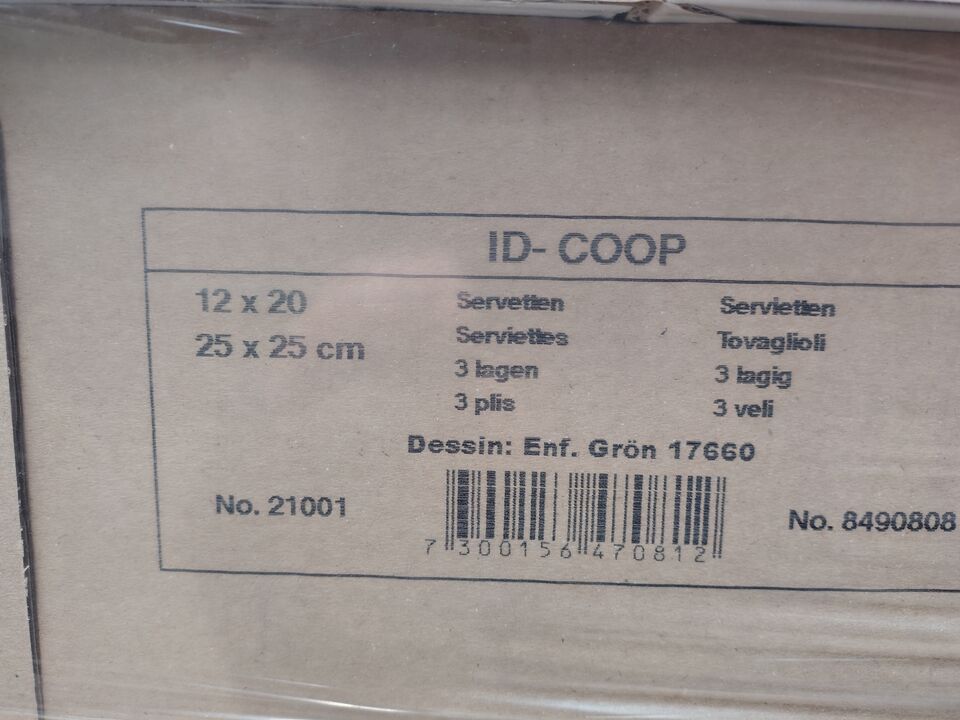 ID- COOP
12 x 20
25 x 25 cm
Servetten
Serviettes
3 lagen
3 plis
Servietten
Tovaglioli
3 lagig
3 veli
Dessin: Enf. Grön 17660
No. 21001
7 300156 470812
No. 8490808